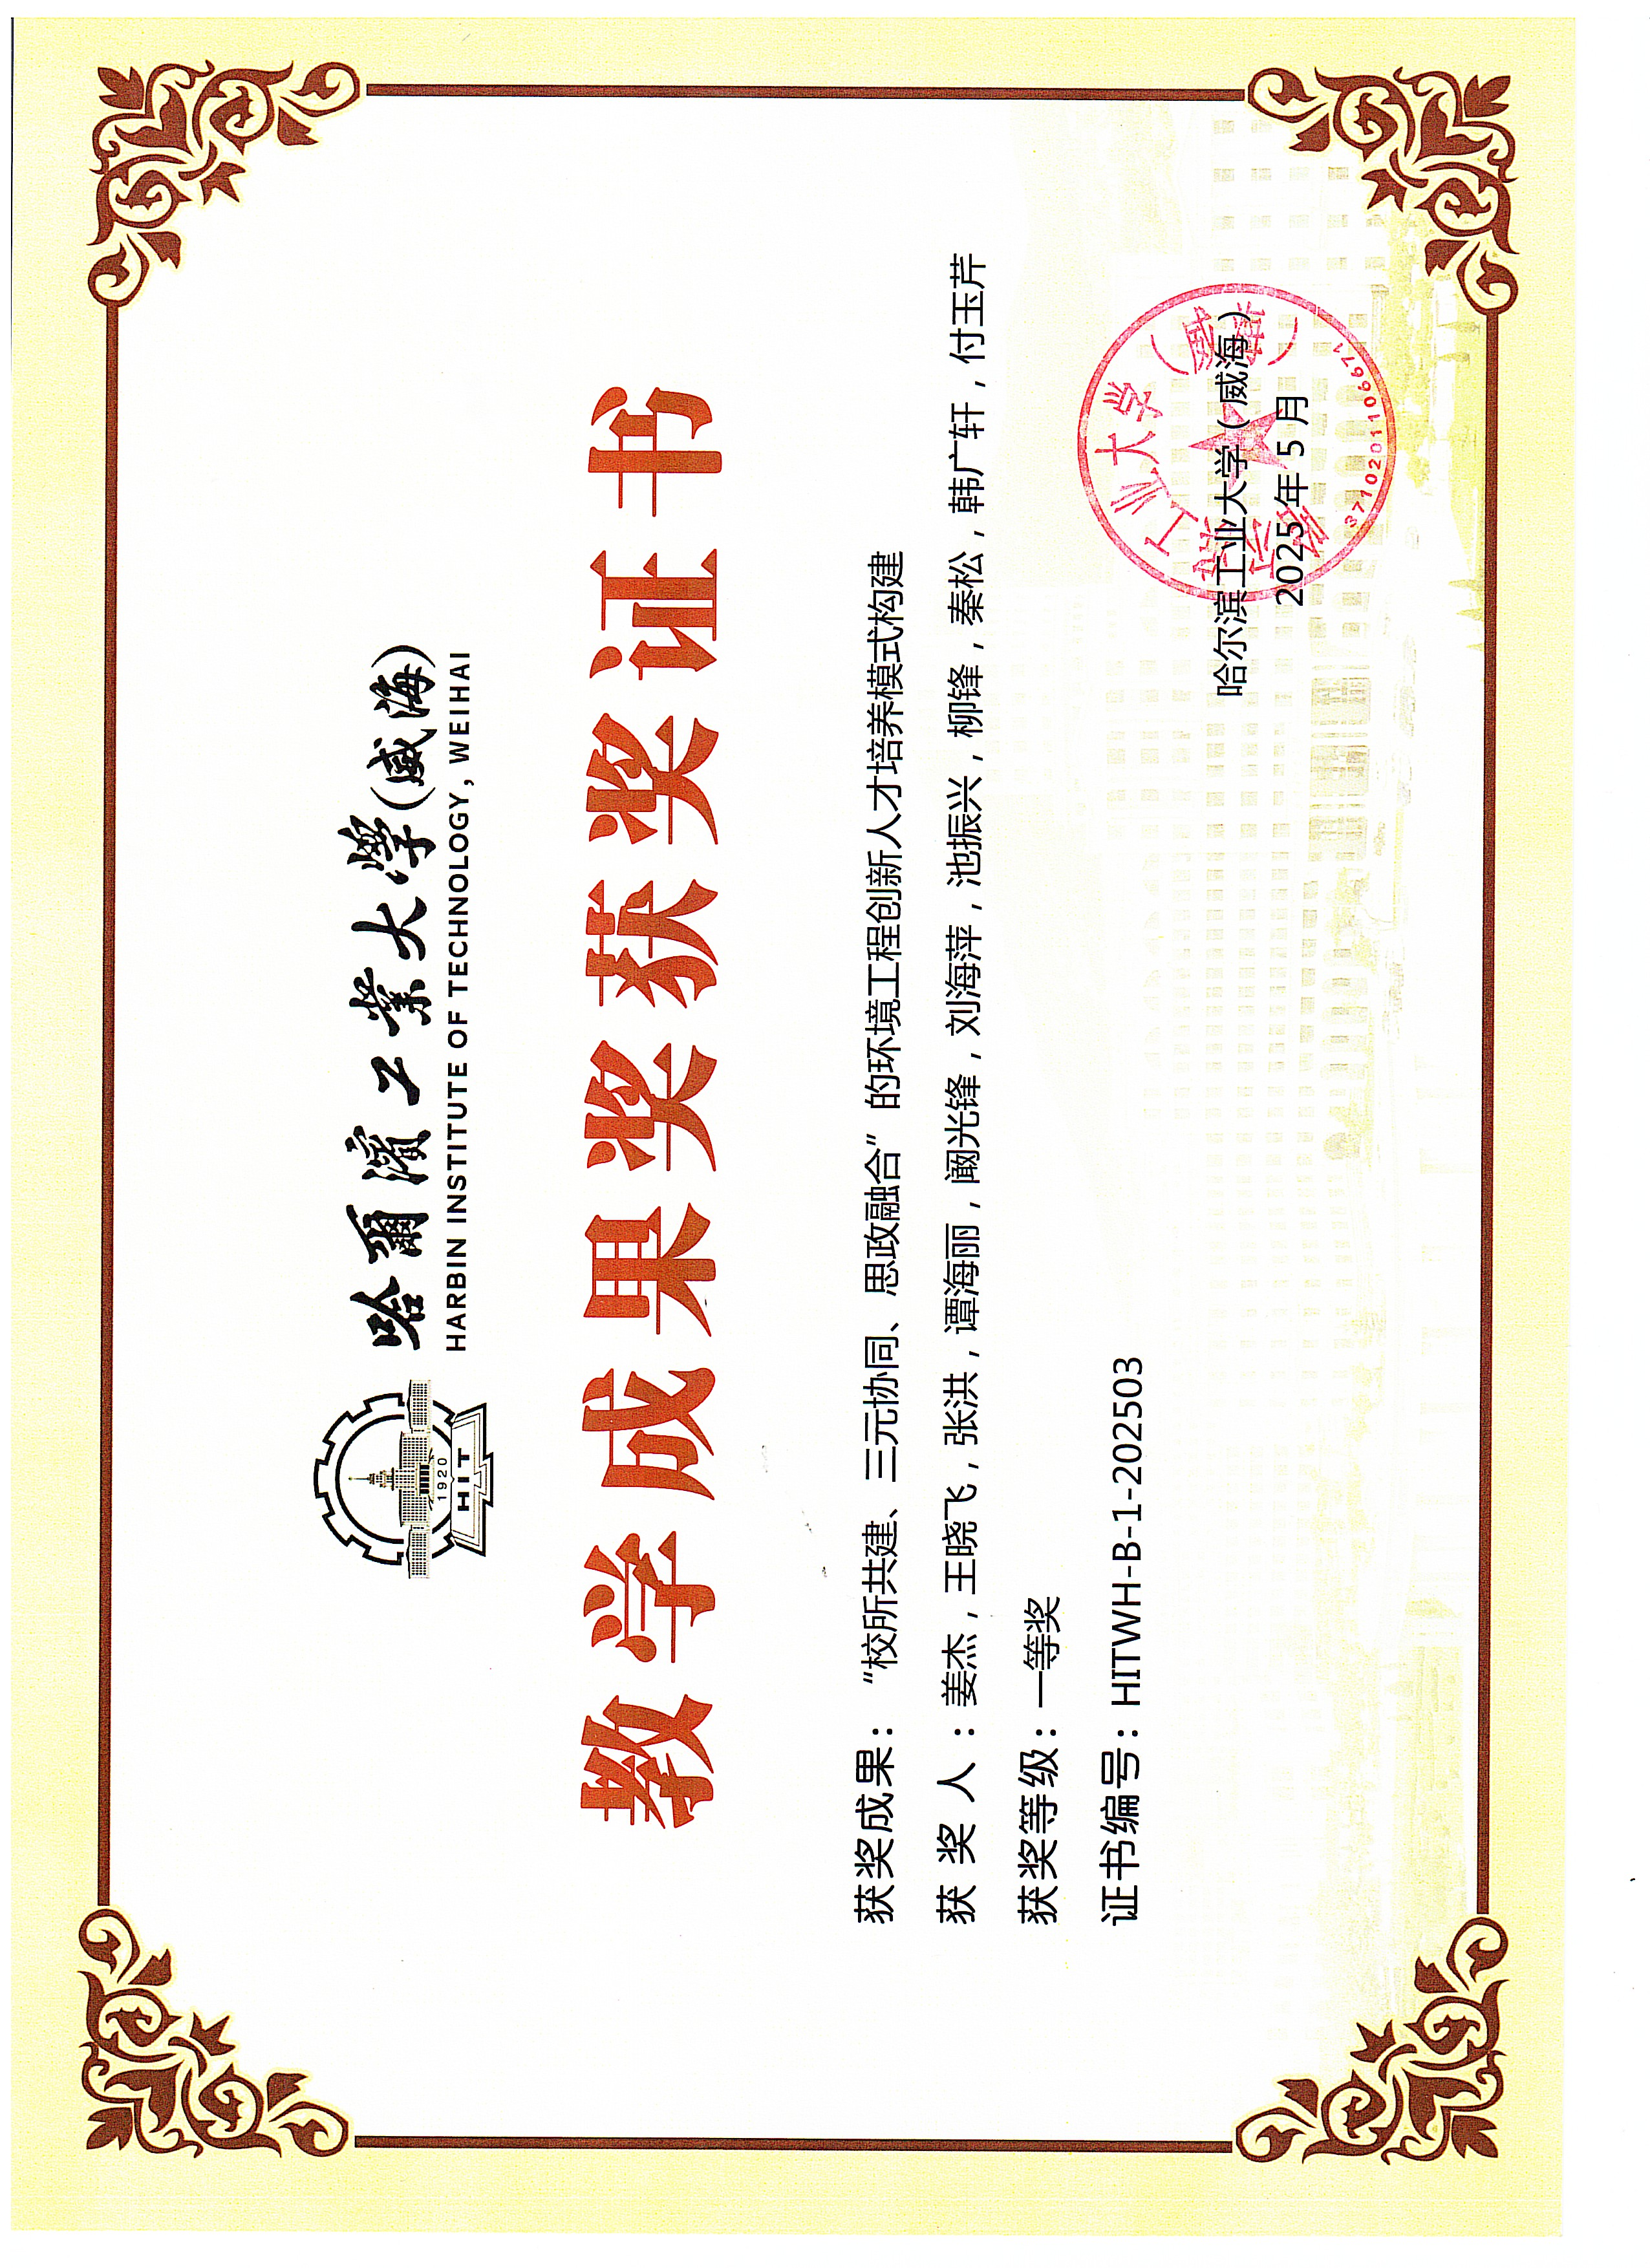 哈爾濱工業大學(威海)
HARBIN INSTITUTE OF TECHNOLOGY, WEIHAI
1920
HIT
教学成果奖获奖证书
获奖成果：“校所共建、三元协同、思政融合”的环境工程创新人才培养模式构建
获奖人：姜杰，王晓飞，张洪，谭海丽，阚光锋，刘海萍，池振兴，柳锋，秦松，韩广轩，付玉芹
获奖等级：一等奖
证书编号：HITWH-B-1-202503
哈尔滨工业大学（威海）
哈尔滨工业大学（威海）
2025 年 5 月
3710201106671